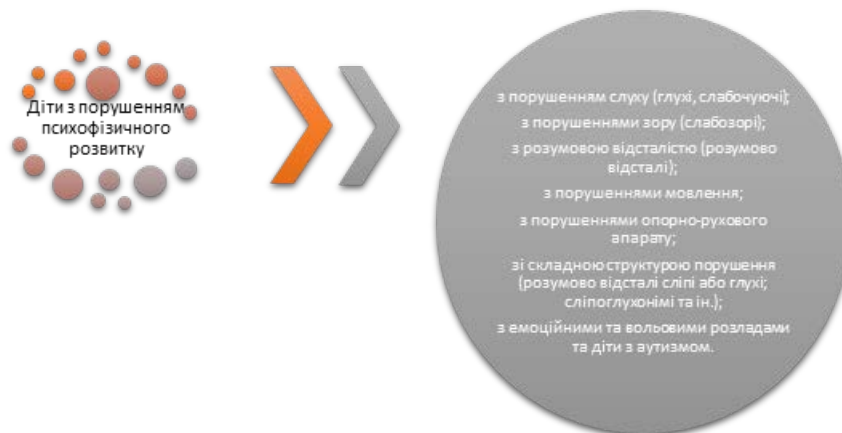 Діти з порушенням
психофізичного
розвитку
з порушенням слуху (глухі, слабочуючі);
з порушеннями зору (слабозорі);
з розумовою відсталістю (розумово
відсталі);
з порушеннями мовлення;
з порушеннями опорно-рухового
апарату;
зі складною структурою порушення
(розумово відсталі сліпі або глухі;
сліпоглухонімі та ін.);
з емоційними та вольовими розладами
та діти з аутизмом.